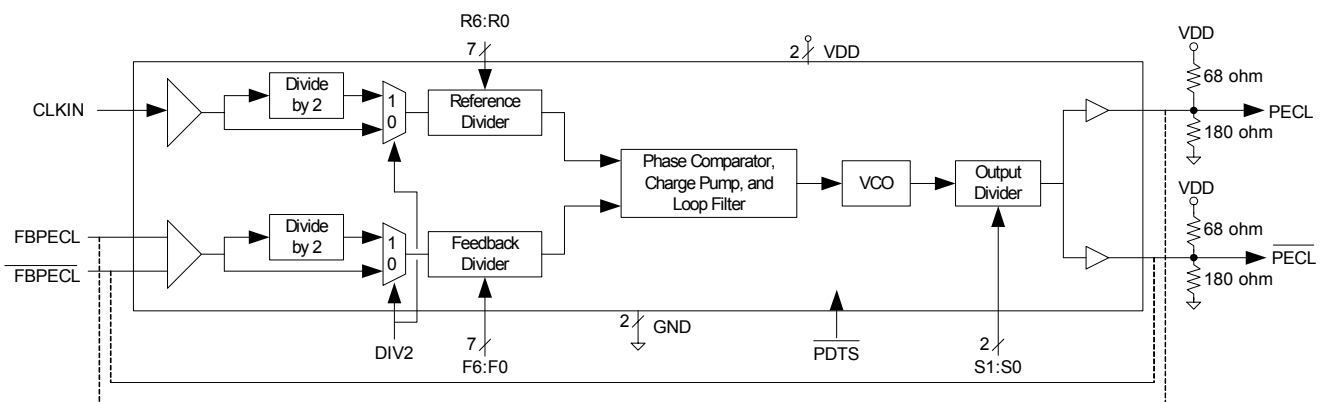 R6:R0
7
2
VDD
VDD
68 ohm
PECL
180 ohm
CLKIN
Divide
by 2
1
0
Reference
Divider
Phase Comparator,
Charge Pump, and
Loop Filter
VCO
Output
Divider
VDD
68 ohm
PECL
180 ohm
FBPECL
FBPECL
Divide
by 2
1
0
Feedback
Divider
DIV2
7
F6:F0
2
GND
PDTS
2
S1:S0